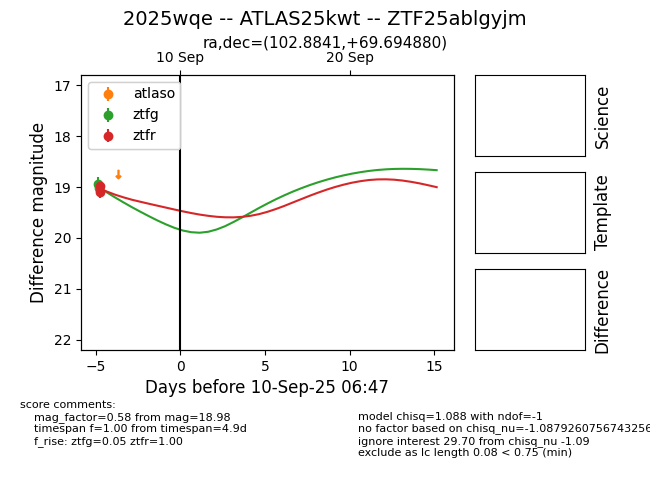 2025wqe -- ATLAS25kwt -- ZTF25ablgyjm
ra,dec=(102.8841,+69.694880)
10 Sep
20 Sep
atlaso
ztfg
ztfr
17
18
19
20
21
22
Difference magnitude
−5
0
5
10
15
Days before 10-Sep-25 06:47
Science
Template
Difference
score comments:
mag_factor=0.58 from mag=18.98
timespan f=1.00 from timespan=4.9d
f_rise: ztfg=0.05 ztfr=1.00
model chisq=1.088 with ndof=-1
no factor based on chisq_nu=-1.0879260756743256
ignore interest 29.70 from chisq_nu -1.09
exclude as lc length 0.08 < 0.75 (min)